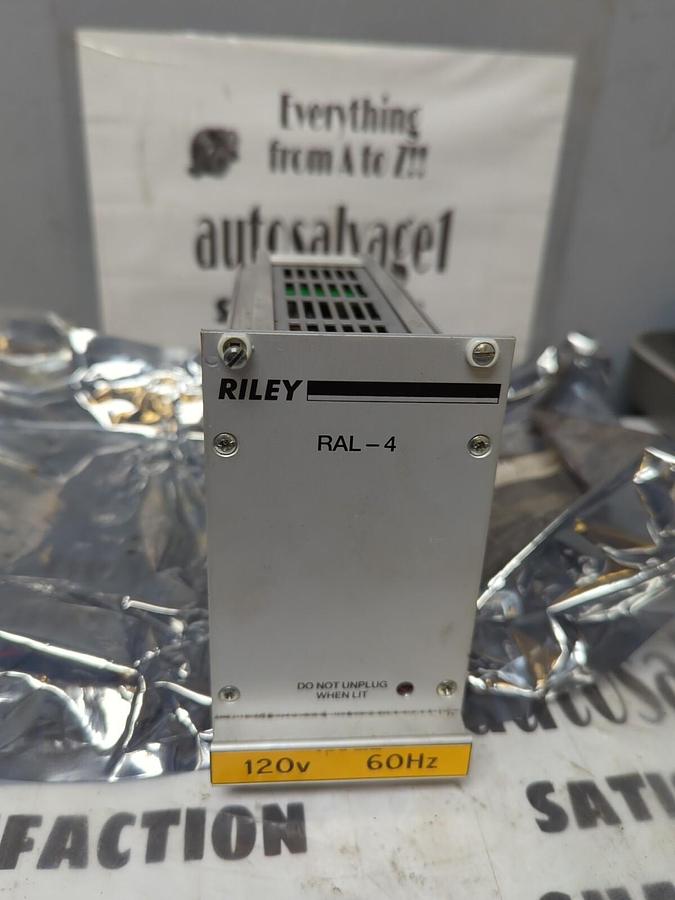 Everything
from A to Z!!
autosalvage1
RILEY
RAL-4
DO NOT UNPLUG
WHEN LIT
120v 60Hz
FACTION